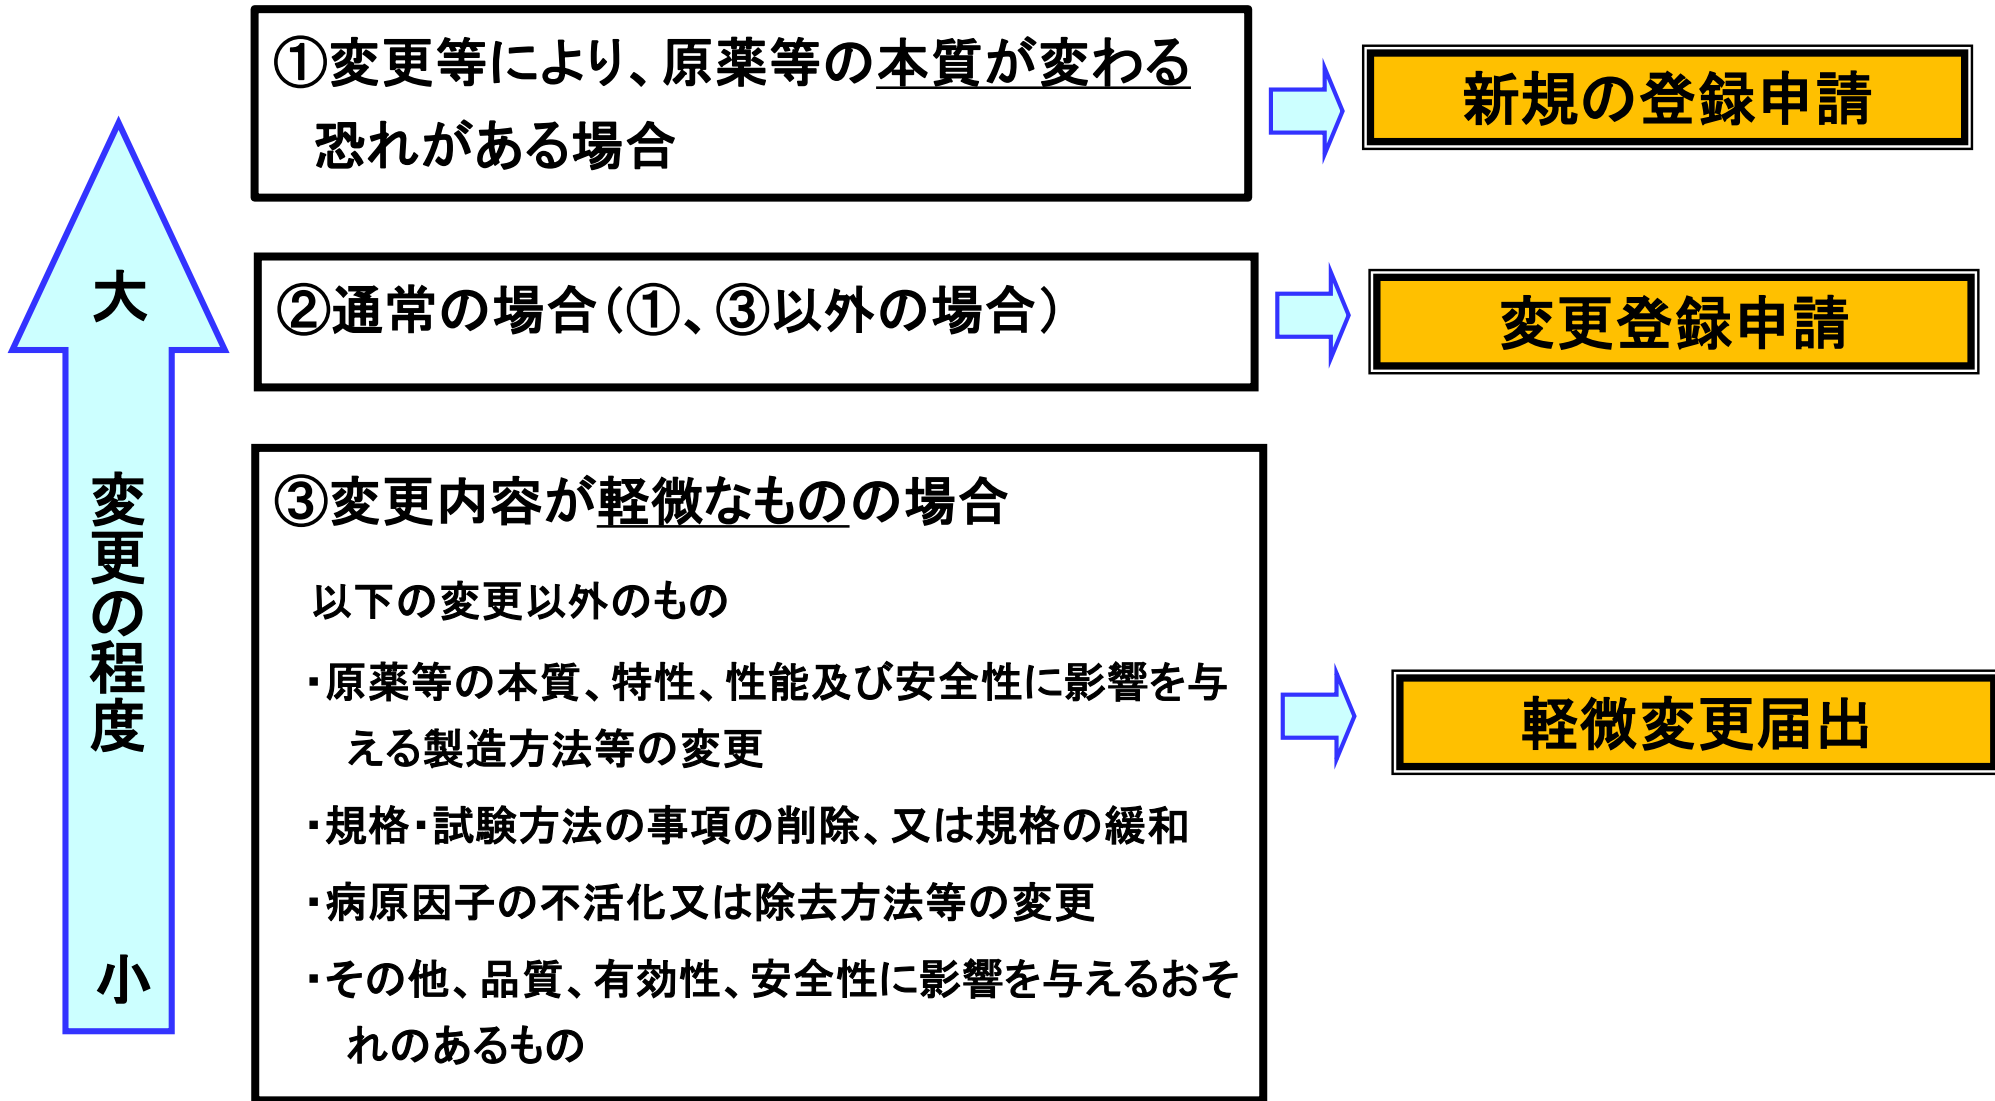 ①変更等により、原薬等の本質が変わる
恐れがある場合
新規の登録申請
大
変更の程度
小
②通常の場合(①、③以外の場合)
変更登録申請
③変更内容が軽微なものの場合
以下の変更以外のもの
・原薬等の本質、特性、性能及び安全性に影響を与
える製造方法等の変更
・規格・試験方法の事項の削除、又は規格の緩和
・病原因子の不活化又は除去方法等の変更
・その他、品質、有効性、安全性に影響を与えるおそ
れのあるもの
軽微変更届出